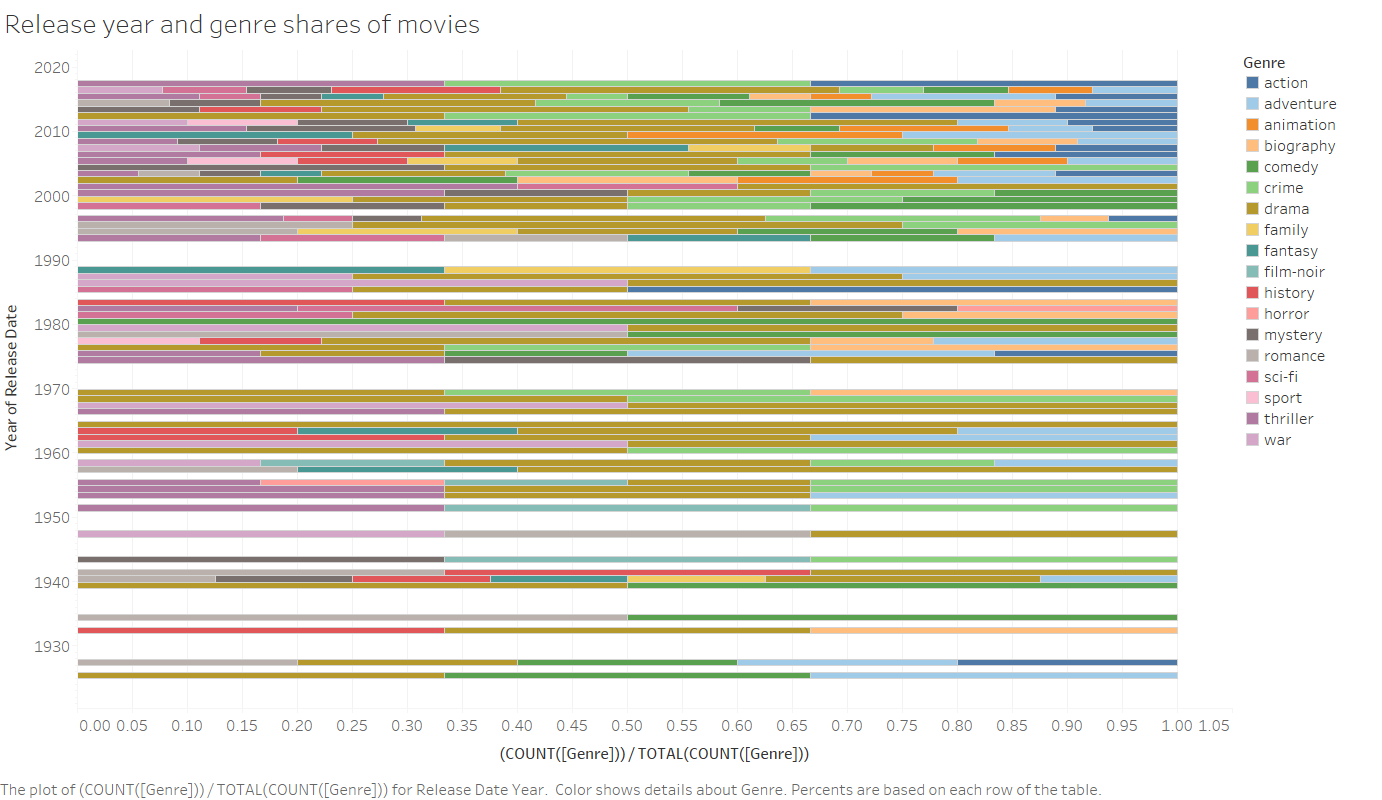 Release year and genre shares of movies
Genre
action
adventure
animation
biography
comedy
crime
drama
family
fantasy
film-noir
history
horror
mystery
romance
sci-fi
sport
thriller
war
Year of Release Date
2020
2010
2000
1990
1980
1970
1960
1950
1940
1930
0.00 0.05 0.10 0.15 0.20 0.25 0.30 0.35 0.40 0.45 0.50 0.55 0.60 0.65 0.70 0.75 0.80 0.85 0.90 0.95 1.00 1.05
(COUNT([Genre])) / TOTAL(COUNT([Genre]))
The plot of (COUNT([Genre])) / TOTAL(COUNT([Genre])) for Release Date Year.  Color shows details about Genre. Percents are based on each row of the table.